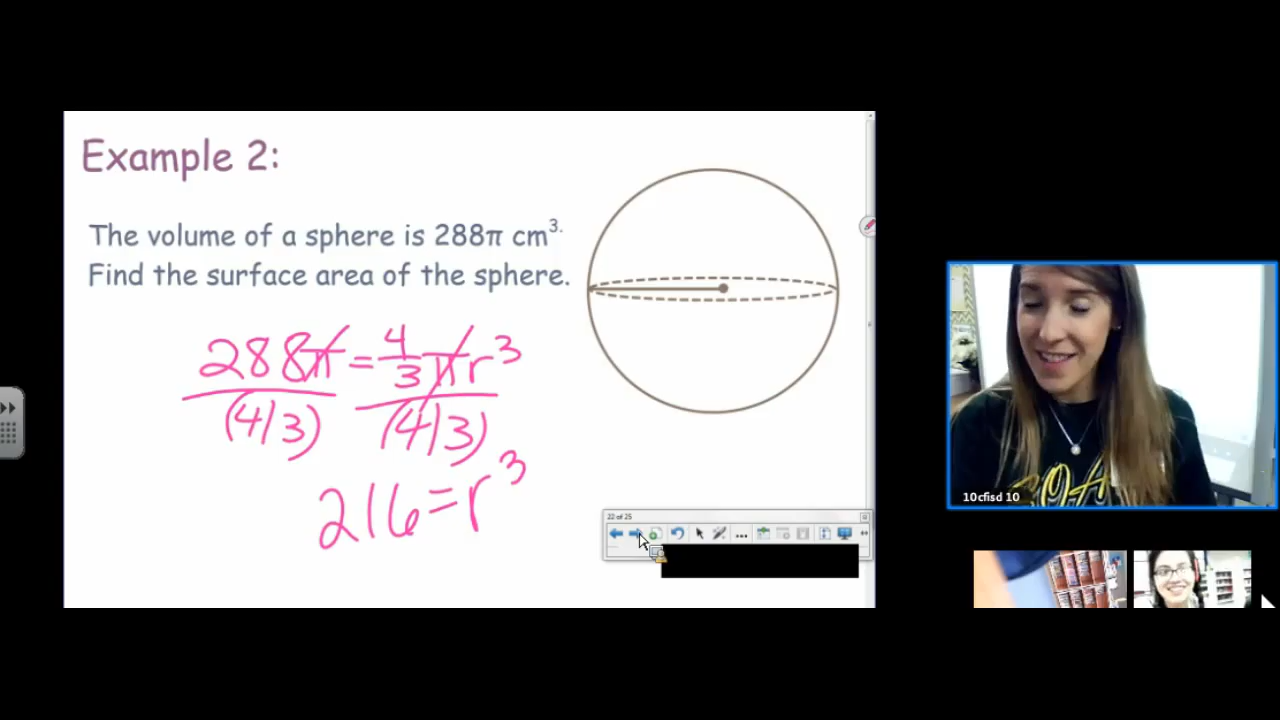 Example 2:
The volume of a sphere is 288π cm³.
Find the surface area of the sphere.
288π = 4/3 πr³
(4/3) (4/3)
216 = r³
22 of 25
10cfisd 10